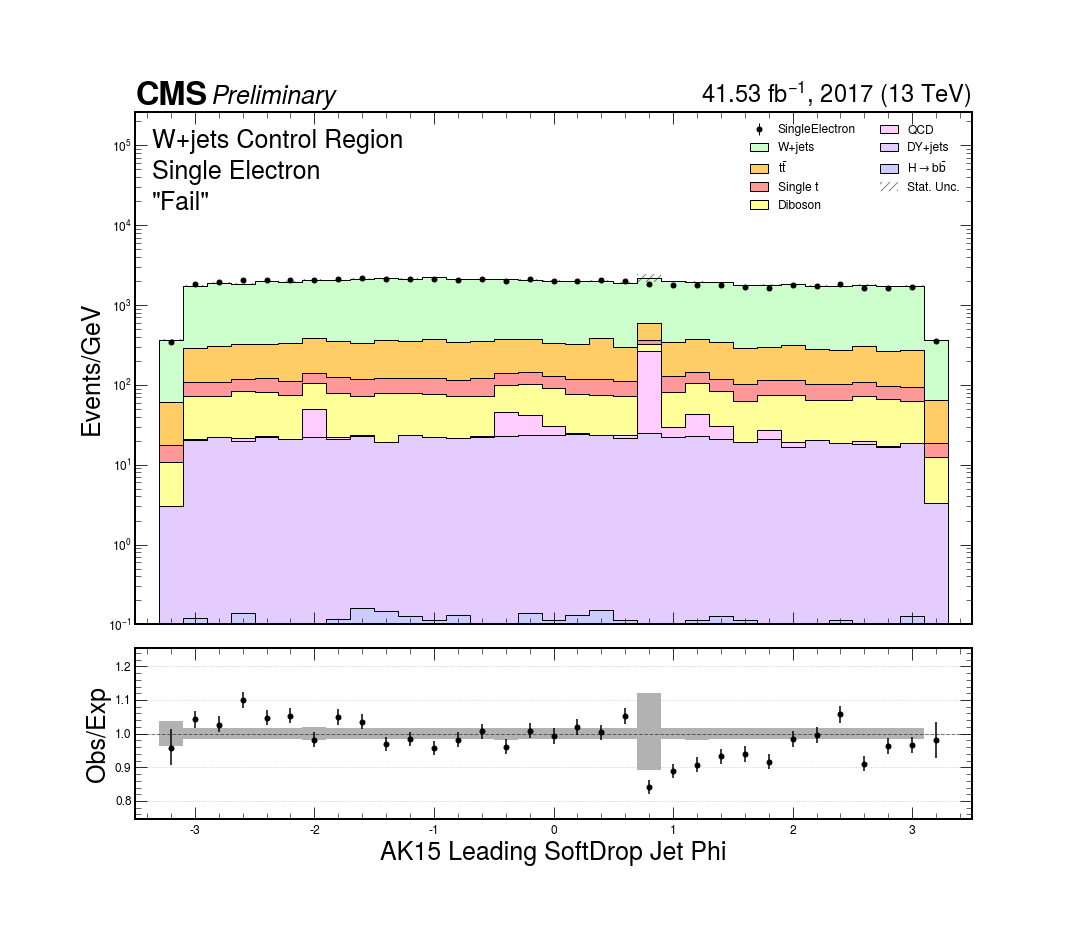 CMS Preliminary
41.53 fb⁻¹, 2017 (13 TeV)
W+jets Control Region
Single Electron
"Fail"
SingleElectron
W+jets
tt̄
Single t
Diboson
QCD
DY+jets
H→bb̄
Stat. Unc.
Events/GeV
10⁵
10⁴
10³
10²
10¹
10⁰
10⁻¹
Obs/Exp
1.2
1.1
1.0
0.9
0.8
-3 -2 -1 0 1 2 3
AK15 Leading SoftDrop Jet Phi